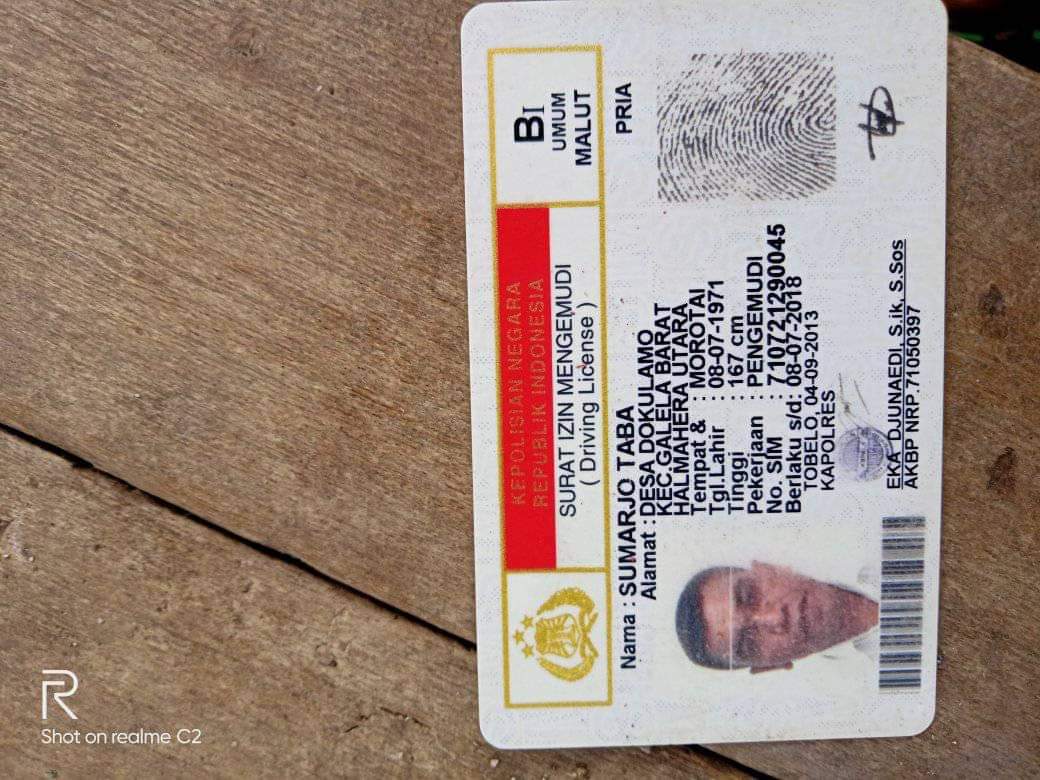 KEPOLISIAN NEGARA
REPUBLIK INDONESIA
SURAT IZIN MENGEMUDI
( Driving License )
BI
UMUM
MALUT
Nama : SUMARJO TABA
PRIA
Alamat : DESA DOKULAMO
KEC.GALELA BARAT
HALMAHERA UTARA
Tempat & : MOROTAI
Tgl.Lahir : 08-07-1971
Tinggi : 167 cm
Pekerjaan : PENGEMUDI
No. SIM : 710721290045
Berlaku s/d: 08-07-2018
TOBELO, 04-09-2013
KAPOLRES
EKA DJUNAEDI, S.ik, S.Sos
AKBP NRP.71050397
R
Shot on realme C2